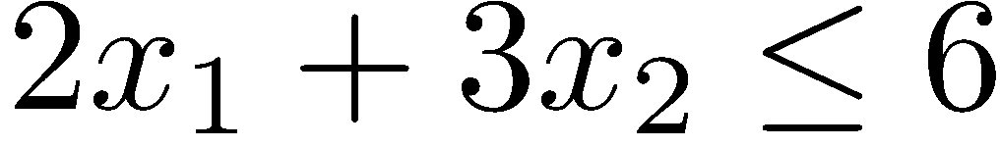 2x₁ + 3x₂ ≤ 6